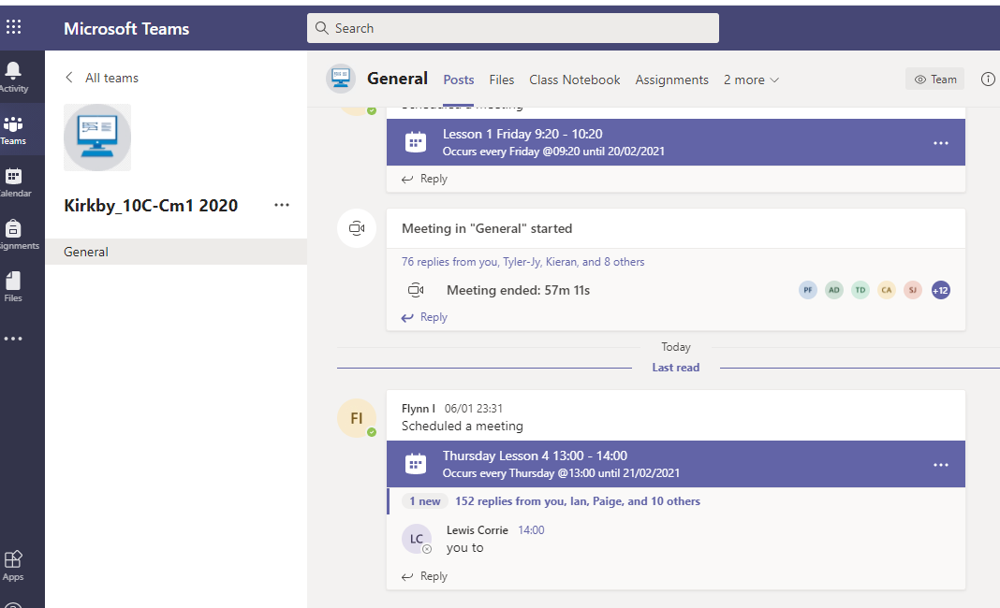 Microsoft Teams
Search
Activity
Teams
Calendar
Assignments
Files
Apps
All teams
Kirkby_10C-Cm1 2020
General
General
Posts
Files
Class Notebook
Assignments
2 more
Team
Scheduled a meeting
Lesson 1 Friday 9:20 - 10:20
Occurs every Friday @09:20 until 20/02/2021
Reply
Meeting in "General" started
76 replies from you, Tyler-Jy, Kieran, and 8 others
Meeting ended: 57m 11s
PF AD TD CA SJ +12
Reply
Today
Last read
FI
Flynn I 06/01 23:31
Scheduled a meeting
Thursday Lesson 4 13:00 - 14:00
Occurs every Thursday @13:00 until 21/02/2021
1 new 152 replies from you, Ian, Paige, and 10 others
LC
Lewis Corrie 14:00
you to
Reply